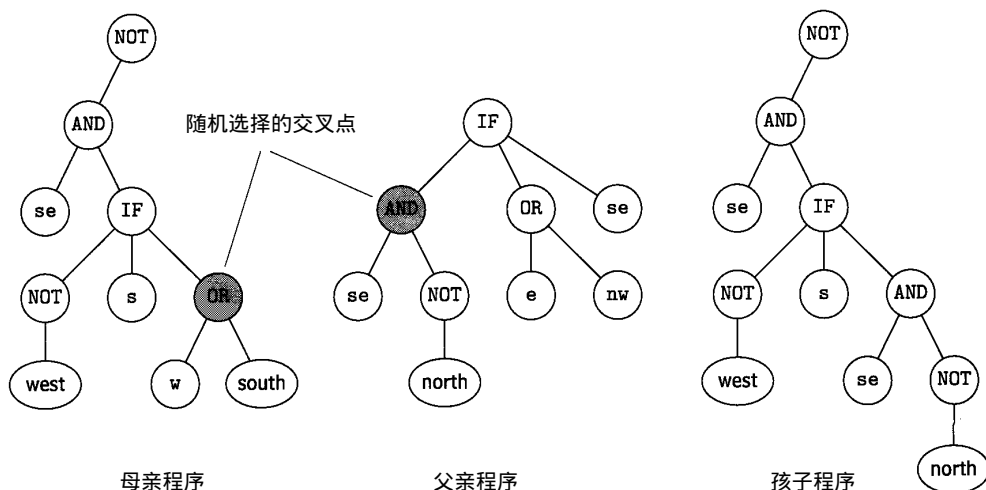 NOT
AND
se
IF
NOT
s
OR
west
w
south
母亲程序
随机选择的交叉点
IF
AND
OR
se
se
NOT
e
nw
north
父亲程序
NOT
AND
se
IF
NOT
s
AND
west
se
NOT
north
孩子程序